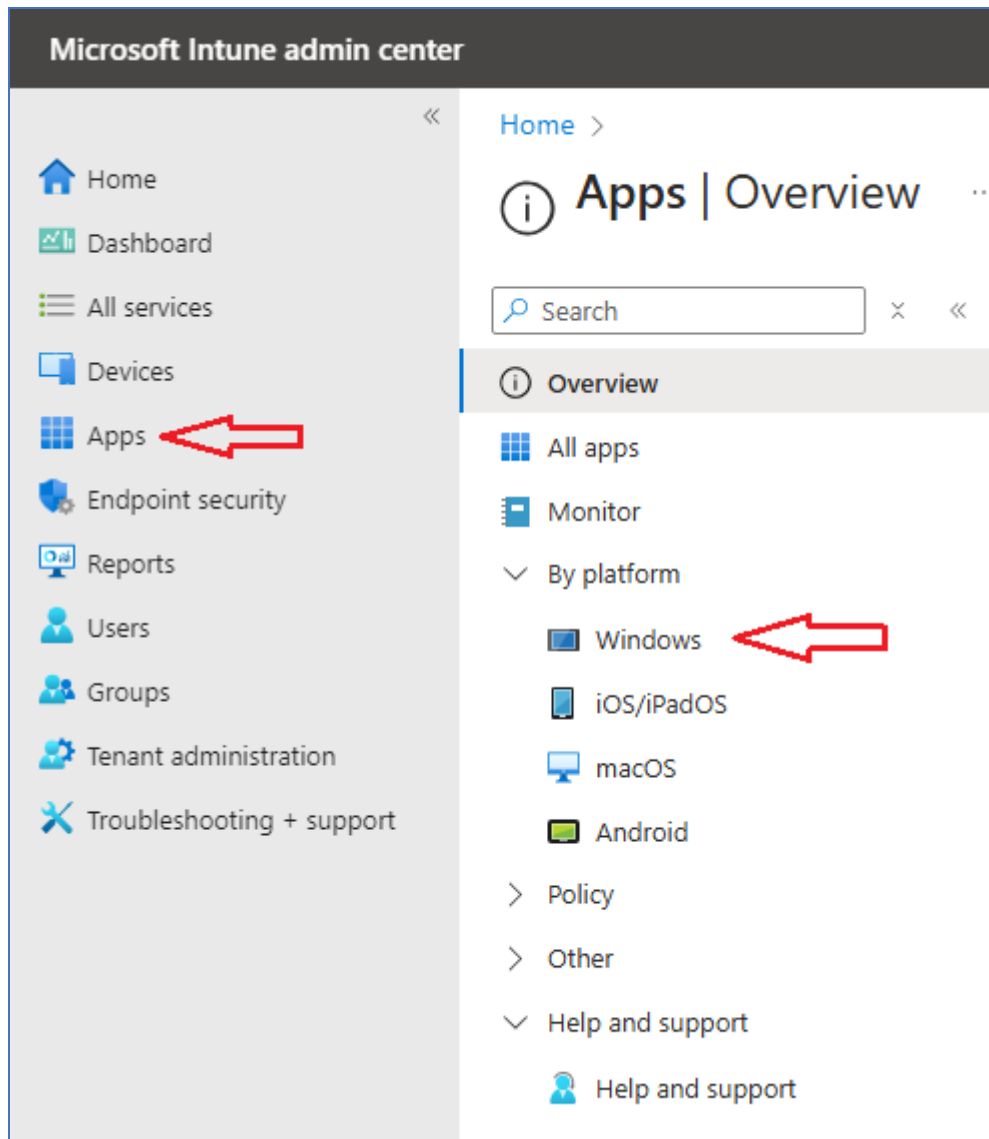 Microsoft Intune admin center
«
Home
Dashboard
All services
Devices
Apps
Endpoint security
Reports
Users
Groups
Tenant administration
Troubleshooting + support
Home >
Apps | Overview ..
Search
«
Overview
All apps
Monitor
By platform
Windows
iOS/iPadOS
macOS
Android
Policy
Other
Help and support
Help and support